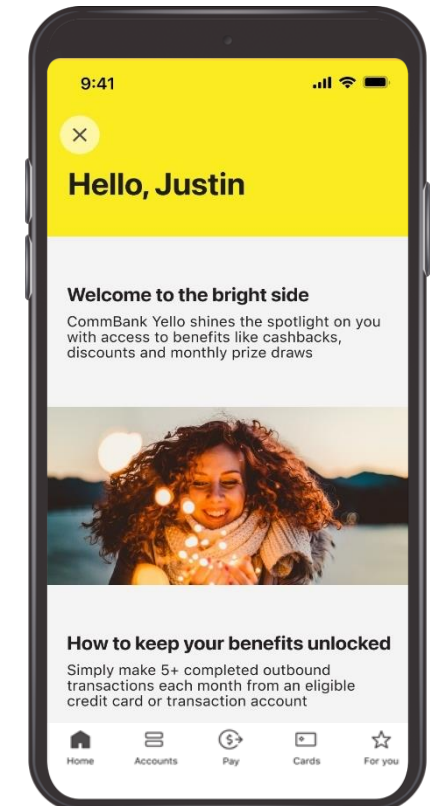 9:41
Hello, Justin
Welcome to the bright side
CommBank Yello shines the spotlight on you
with access to benefits like cashbacks,
discounts and monthly prize draws
How to keep your benefits unlocked
Simply make 5+ completed outbound
transactions each month from an eligible
credit card or transaction account
Home Accounts Pay Cards For you